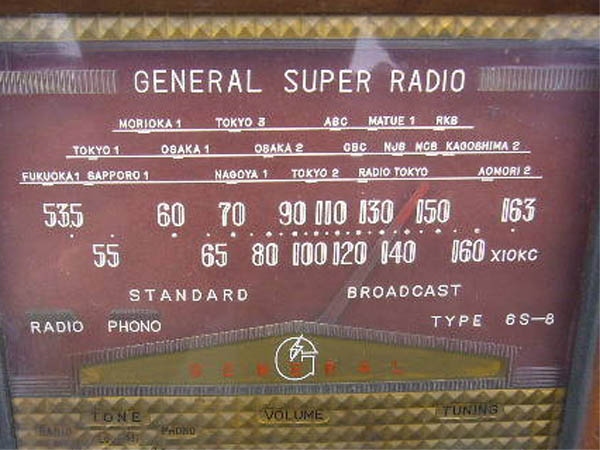 GENERAL SUPER RADIO
MORIOKA 1 TOKYO 3 ABC MATUE 1 RKB
TOKYO 1 OSAKA 1 OSAKA 2 CBC NJB NCB KAGOSHIMA 2
FUKUOKA 1 SAPPORO 1 NAGOYA 1 TOKYO 2 RADIO TOKYO AOMORI 2
535 60 70 90 110 130 150 163
55 65 80 100 120 140 160 X10KC
STANDARD BROADCAST
RADIO PHONO TYPE 6S-8
G
GENERAL
TONE VOLUME TUNING
RADIO PHONO